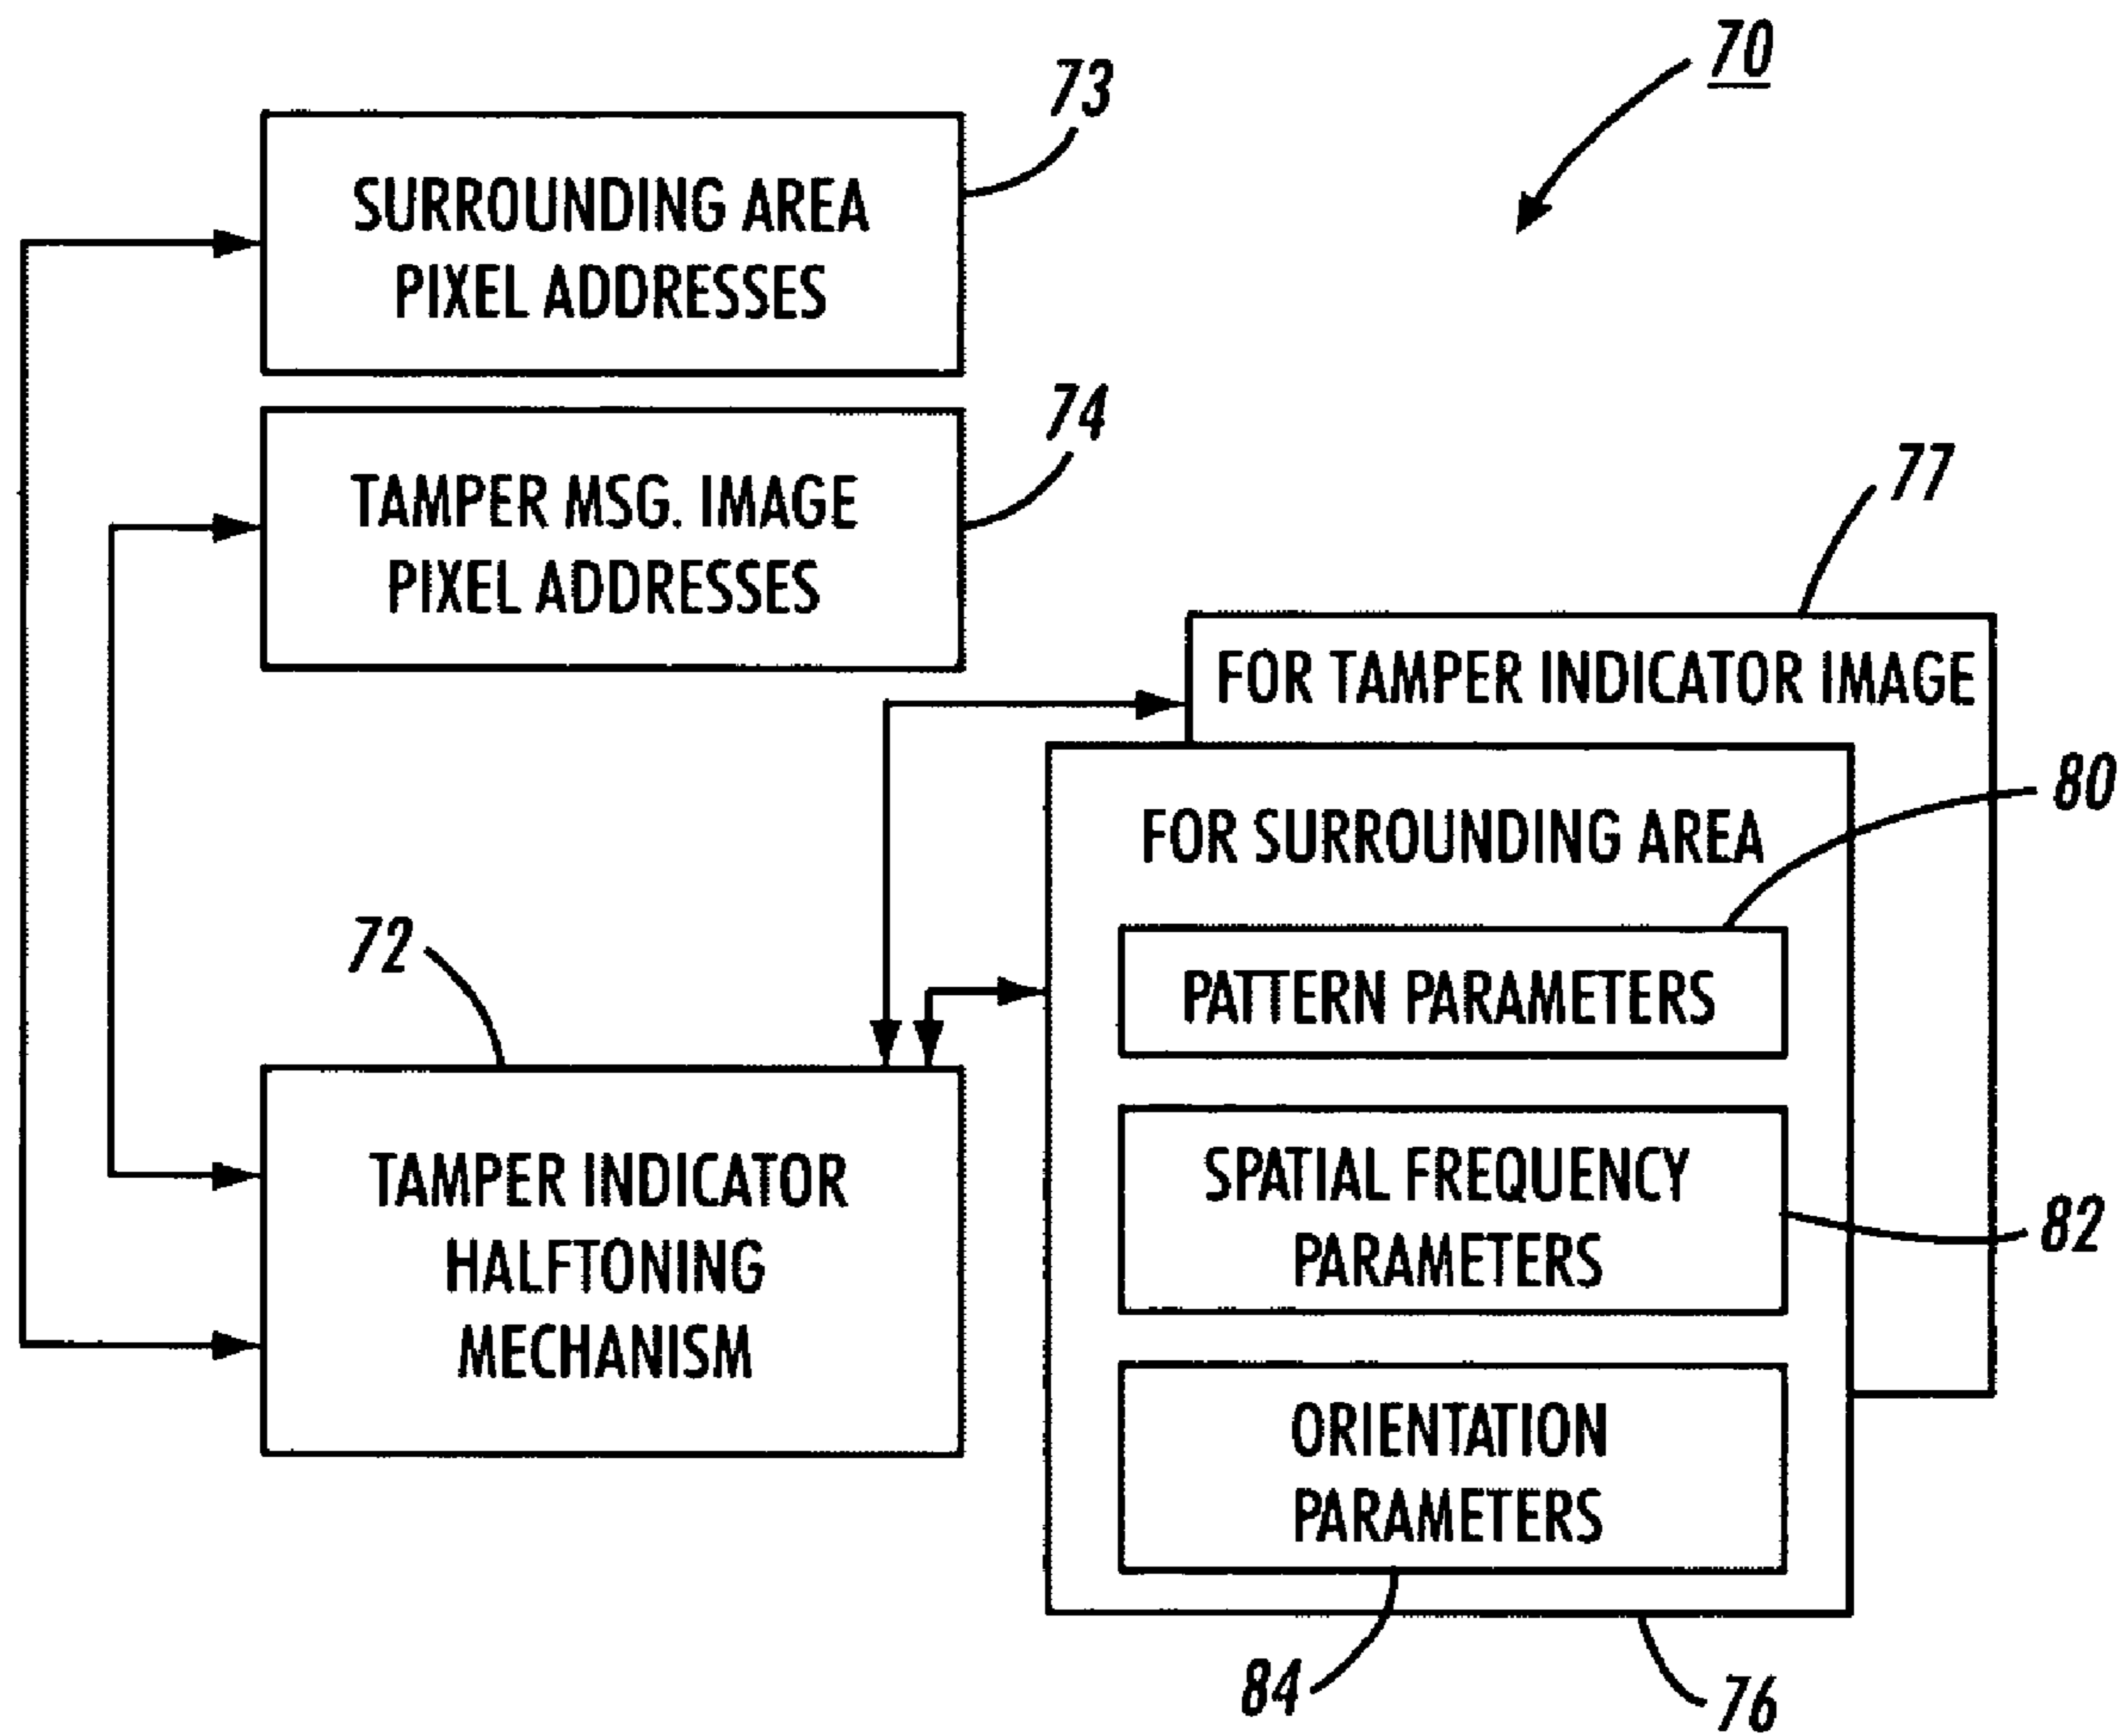 70
73
SURROUNDING AREA
PIXEL ADDRESSES
74
TAMPER MSG. IMAGE
PIXEL ADDRESSES
77
FOR TAMPER INDICATOR IMAGE
80
FOR SURROUNDING AREA
72
PATTERN PARAMETERS
TAMPER INDICATOR
HALFTONING
MECHANISM
SPATIAL FREQUENCY
PARAMETERS
82
ORIENTATION
PARAMETERS
84
76